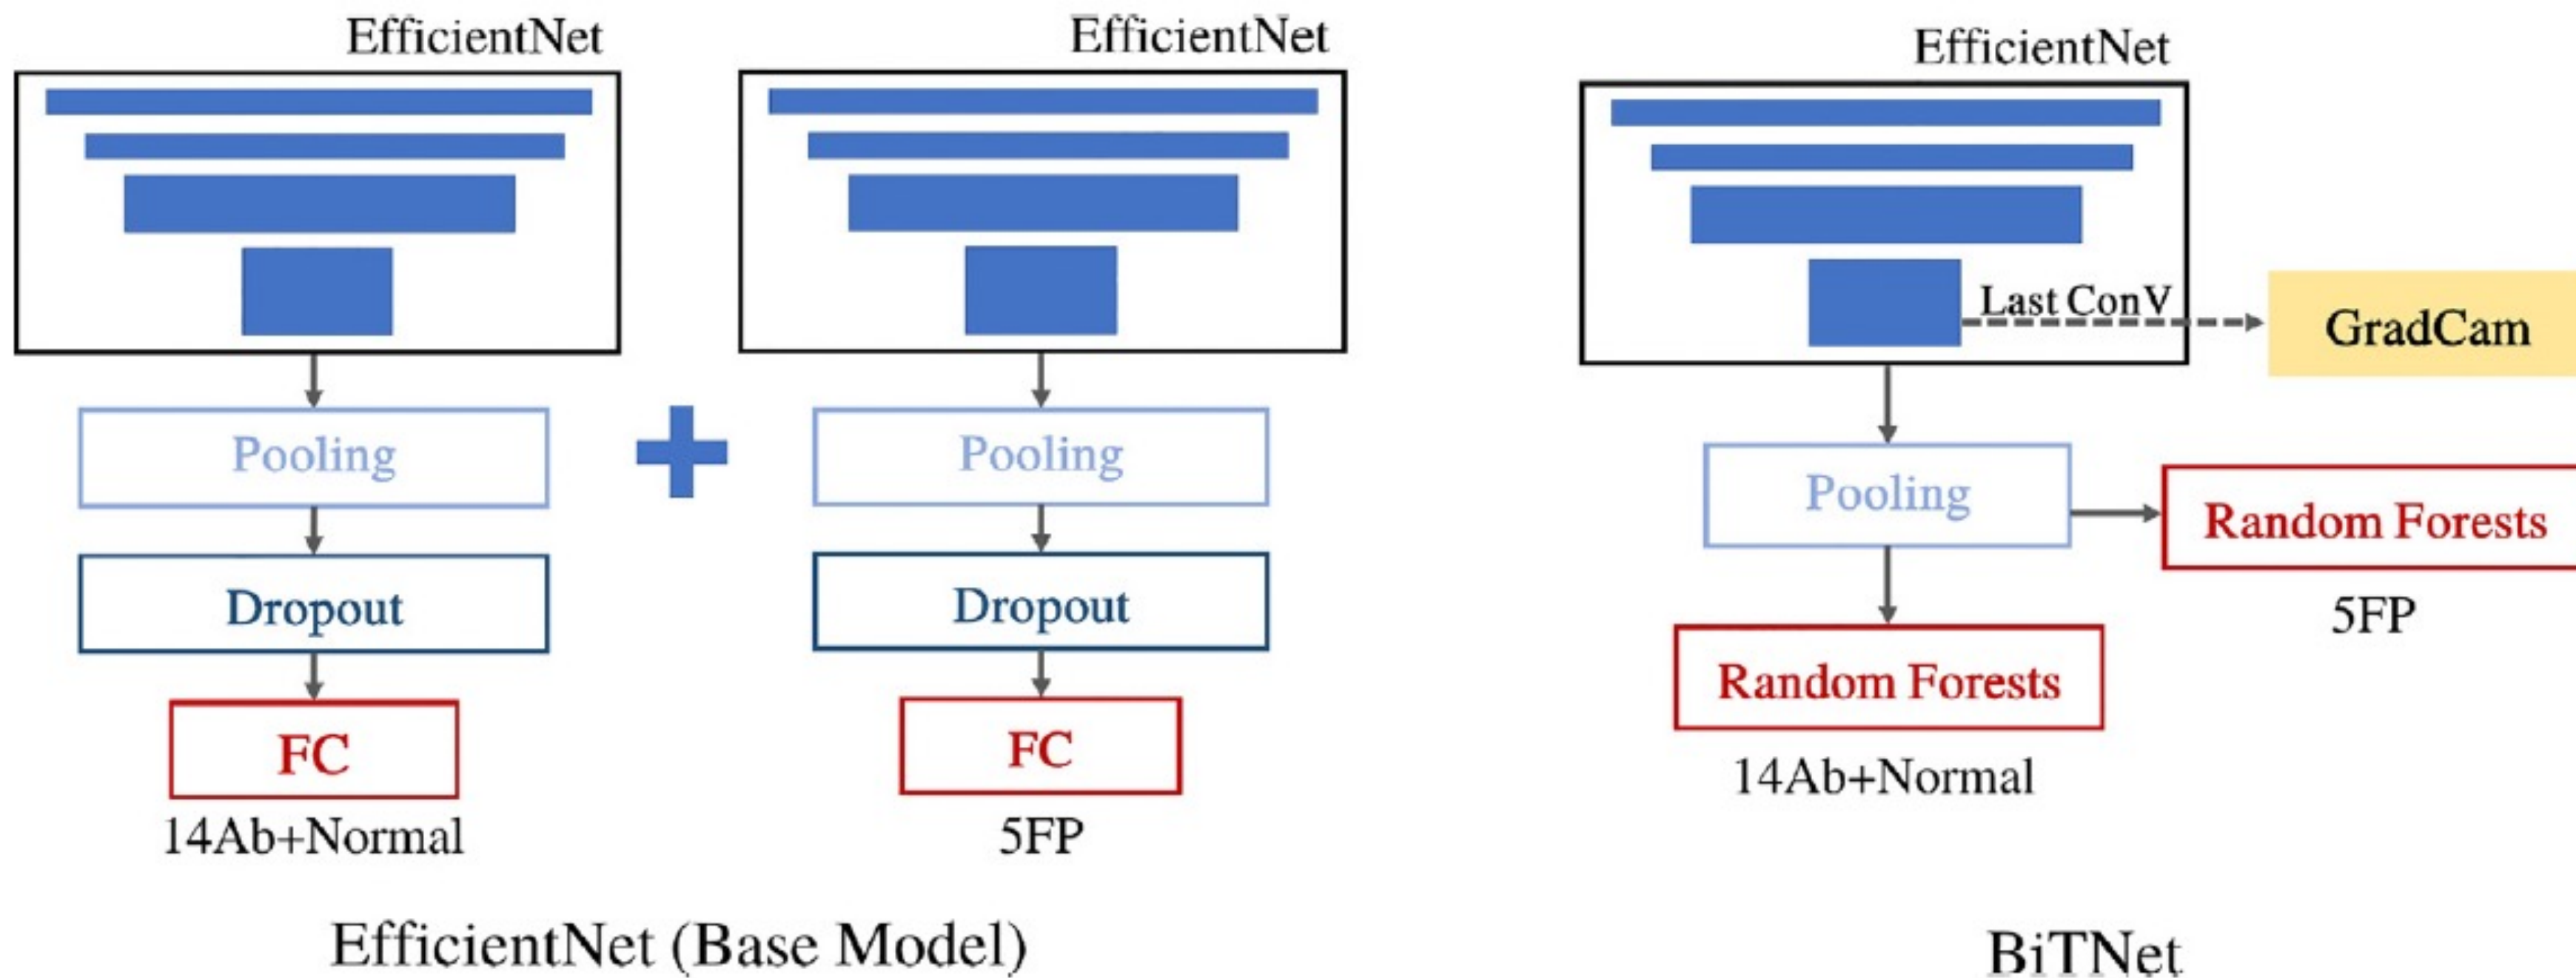 EfficientNet
Pooling
Dropout
FC
14Ab+Normal
EfficientNet
Pooling
Dropout
FC
5FP
EfficientNet (Base Model)
EfficientNet
Last ConV
GradCam
Pooling
Random Forests
5FP
Random Forests
14Ab+Normal
BiTNet